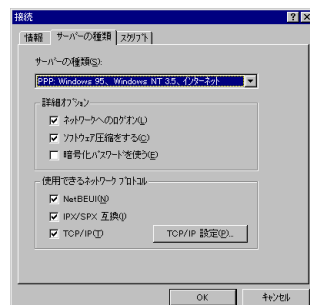 接続
情報 サーバーの種類 スクリプト
サーバーの種類(S):
PPP: Windows 95、Windows NT 3.5、インターネット
詳細オプション
ネットワークへのログオン(L)
ソフトウェア圧縮をする(C)
暗号化パスワードを使う(E)
使用できるネットワーク プロトコル
NetBEUI(N)
IPX/SPX 互換(I)
TCP/IP(T) TCP/IP 設定(P)...
OK キャンセル